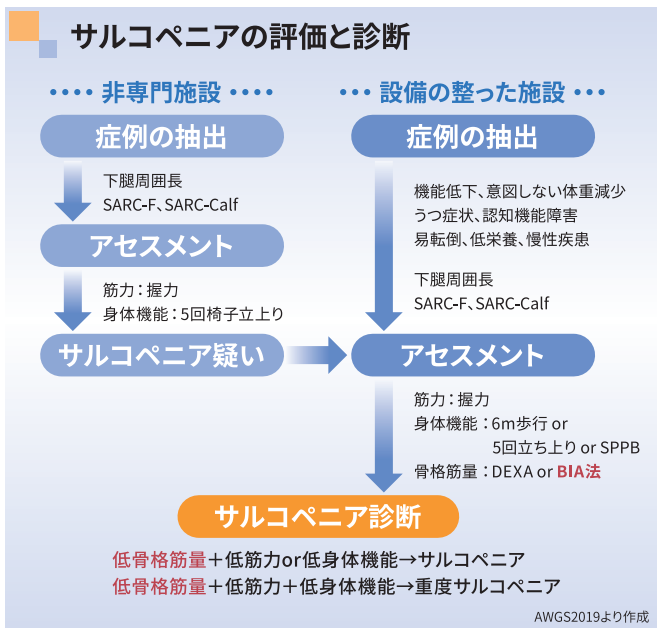 サルコペニアの評価と診断
•••• 非専門施設 ••••
症例の抽出
下腿周囲長
SARC-F、SARC-Calf
アセスメント
筋力：握力
身体機能：5回椅子立上り
サルコペニア疑い
••• 設備の整った施設 •••
症例の抽出
機能低下、意図しない体重減少
うつ症状、認知機能障害
易転倒、低栄養、慢性疾患
下腿周囲長
SARC-F、SARC-Calf
アセスメント
筋力：握力
身体機能：6m歩行 or
5回立ち上り or SPPB
骨格筋量：DEXA or BIA法
サルコペニア診断
低骨格筋量＋低筋力or低身体機能→サルコペニア
低骨格筋量＋低筋力＋低身体機能→重度サルコペニア
AWGS2019より作成